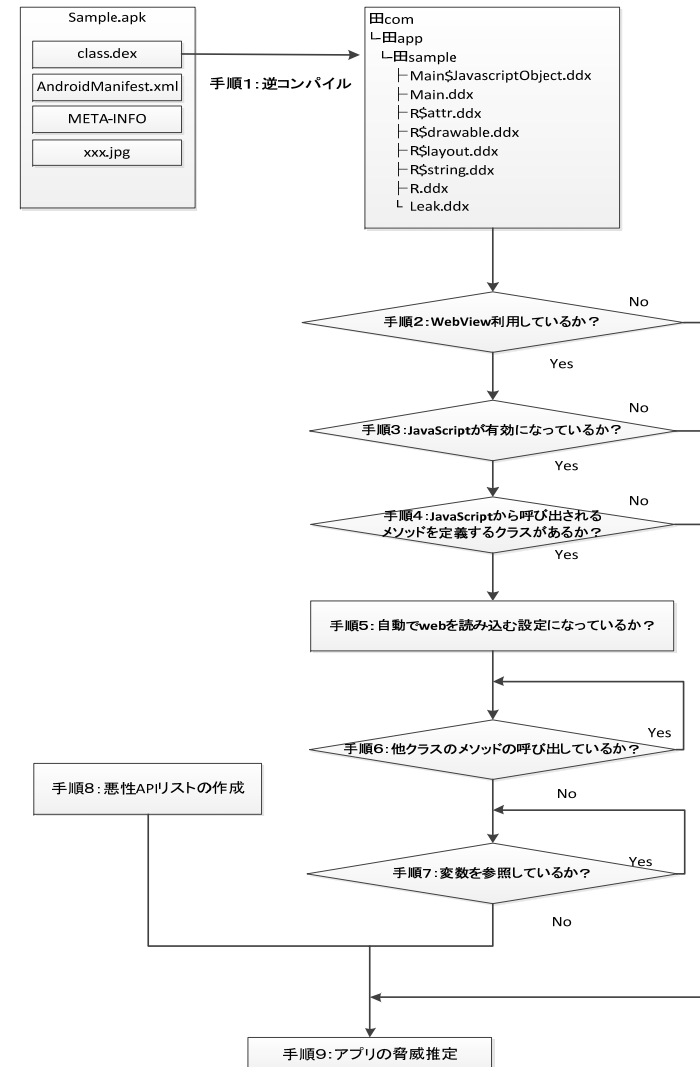 Sample.apk
class.dex
AndroidManifest.xml
META-INFO
xxx.jpg
手順1：逆コンパイル
田com
田app
田sample
Main$JavascriptObject.ddx
Main.ddx
R$attr.ddx
R$drawable.ddx
R$layout.ddx
R$string.ddx
R.ddx
Leak.ddx
手順2：WebView利用しているか？
No
Yes
手順3：JavaScriptが有効になっているか？
No
Yes
手順4：JavaScriptから呼び出される
メソッドを定義するクラスがあるか？
No
Yes
手順5：自動でwebを読み込む設定になっているか？
手順6：他クラスのメソッドの呼び出しているか？
Yes
No
手順7：変数を参照しているか？
Yes
No
手順8：悪性APIリストの作成
手順9：アプリの脅威推定